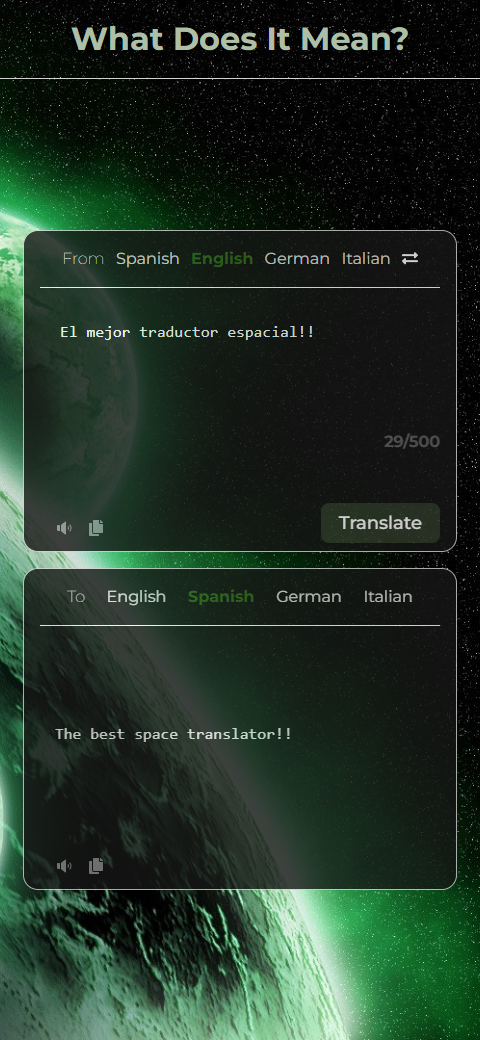 What Does It Mean?
From Spanish English German Italian
El mejor traductor espacial!!
29/500
Translate
To English Spanish German Italian
The best space translator!!